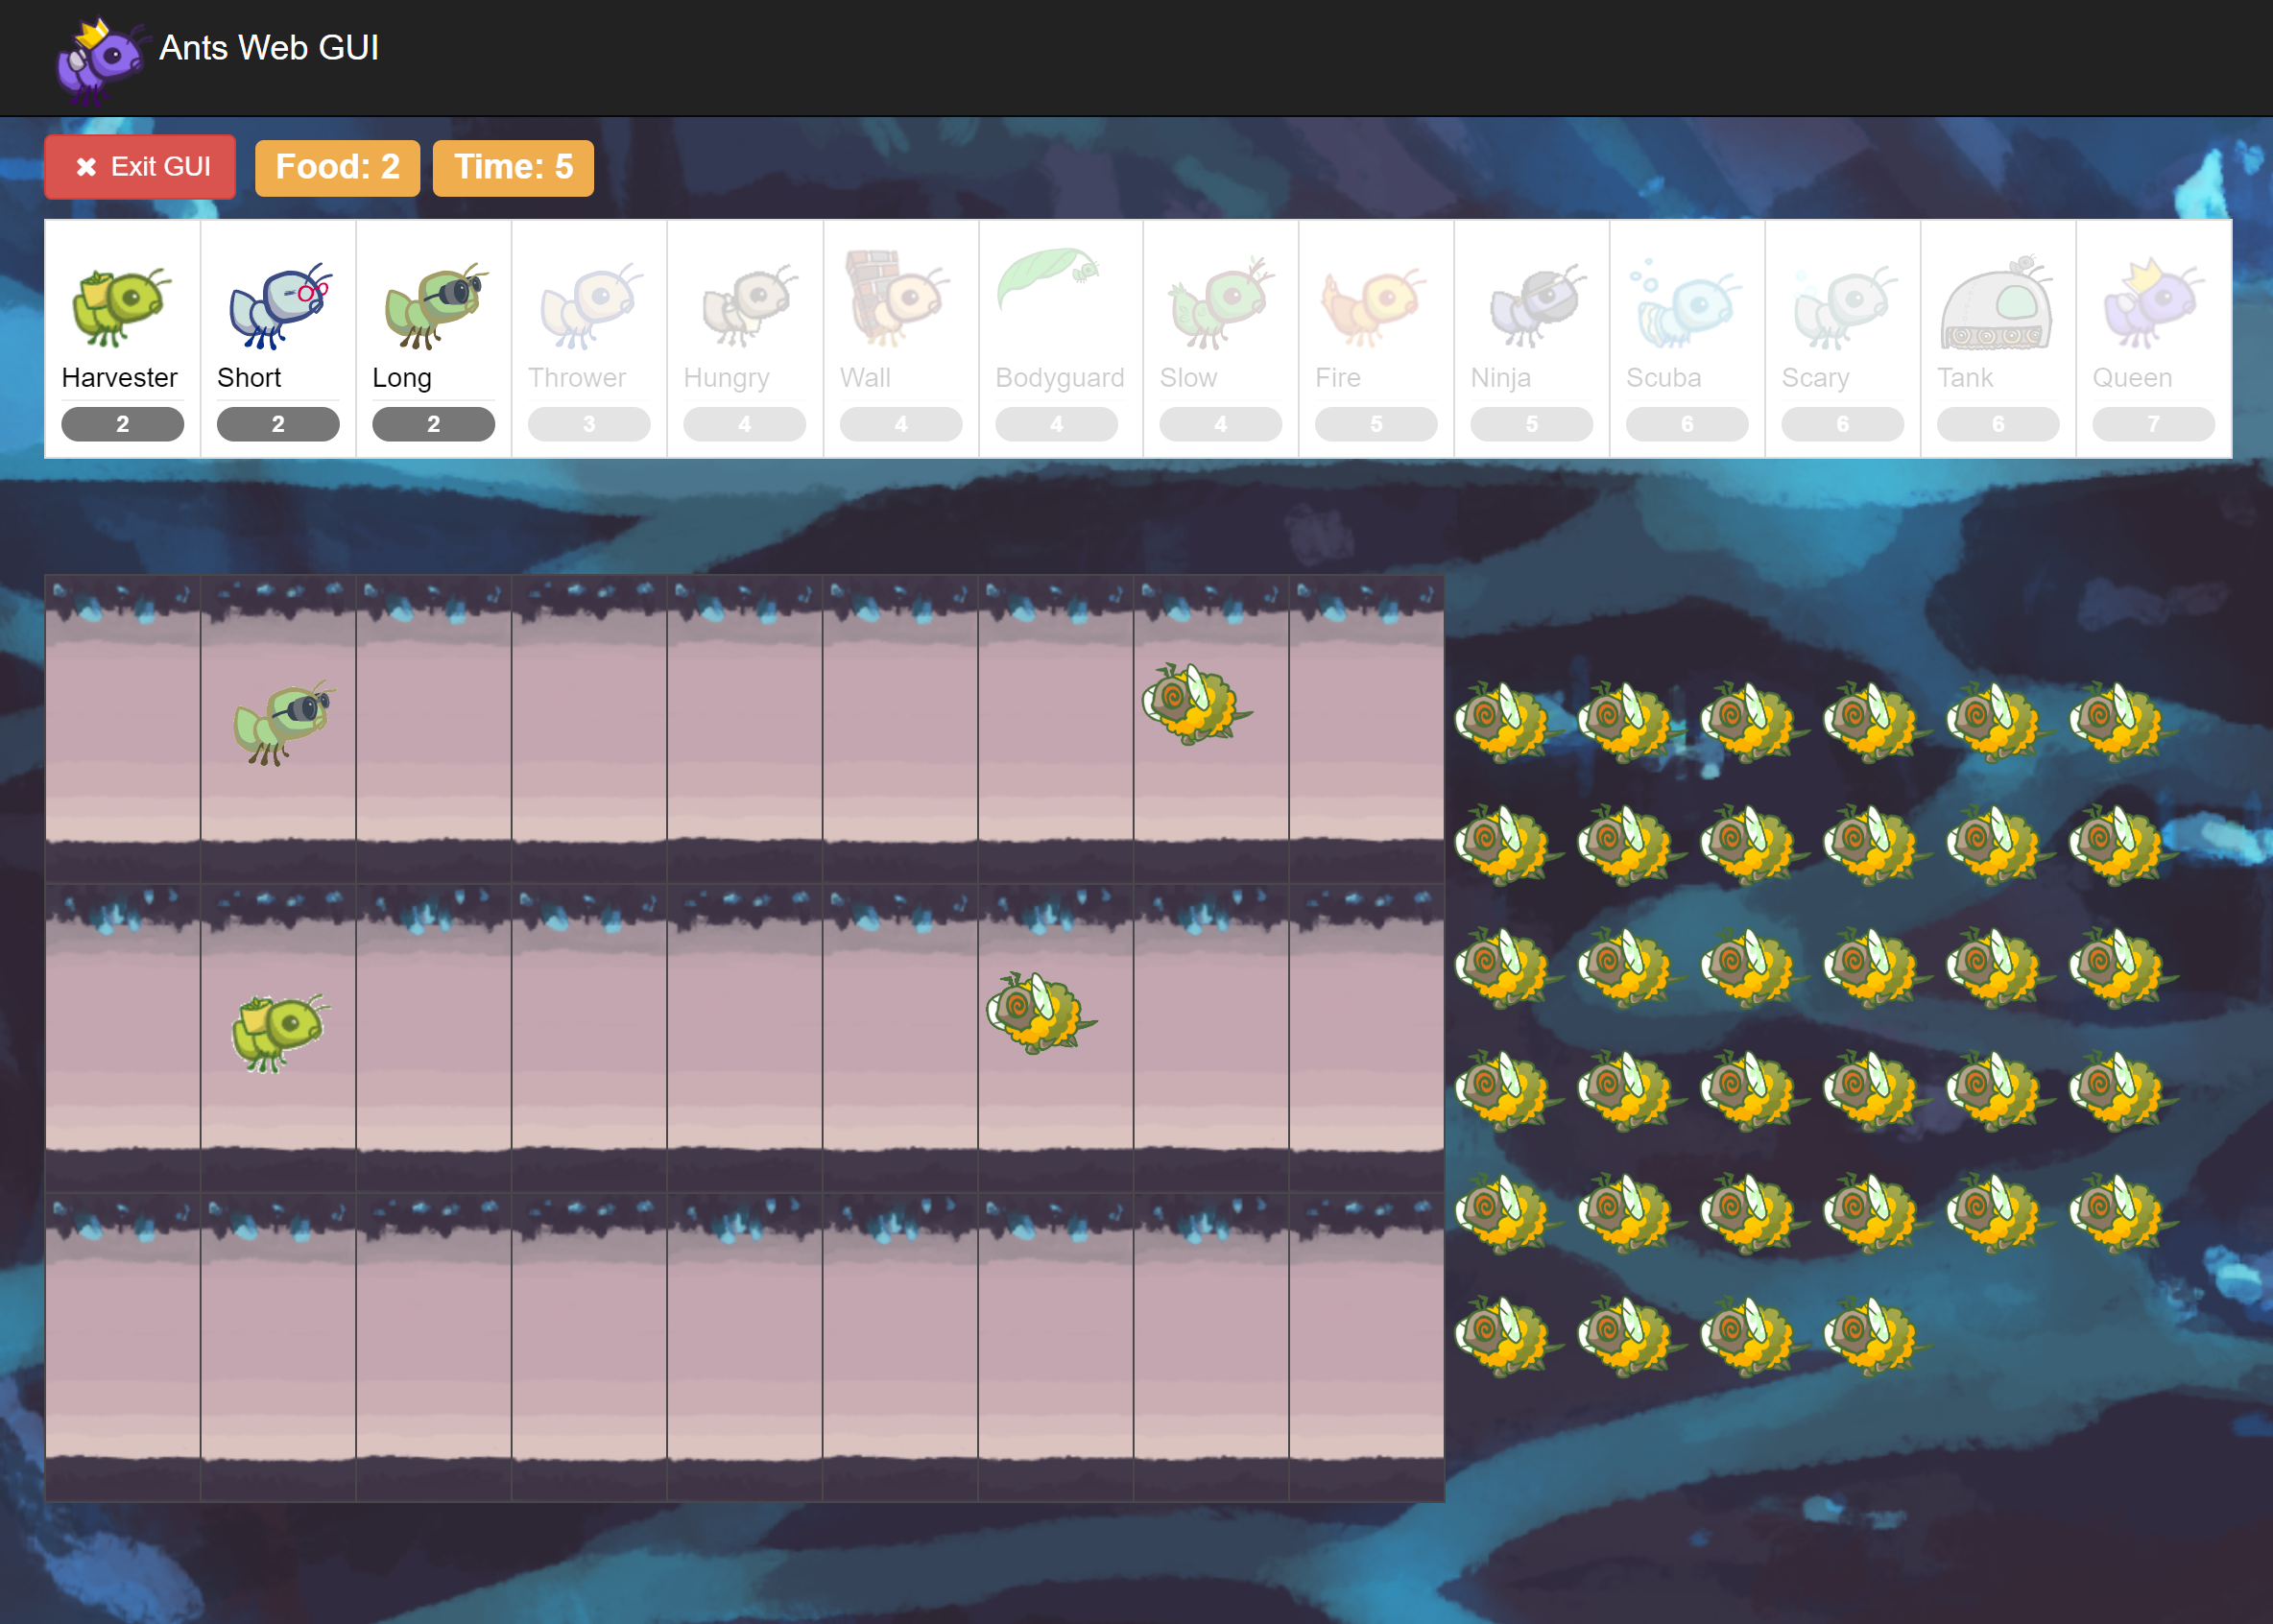 Ants Web GUI
✖ Exit GUI Food: 2 Time: 5
Harvester Short Long Thrower Hungry Wall Bodyguard Slow Fire Ninja Scuba Scary Tank Queen
2 2 2 3 4 4 4 4 5 5 6 6 6 7